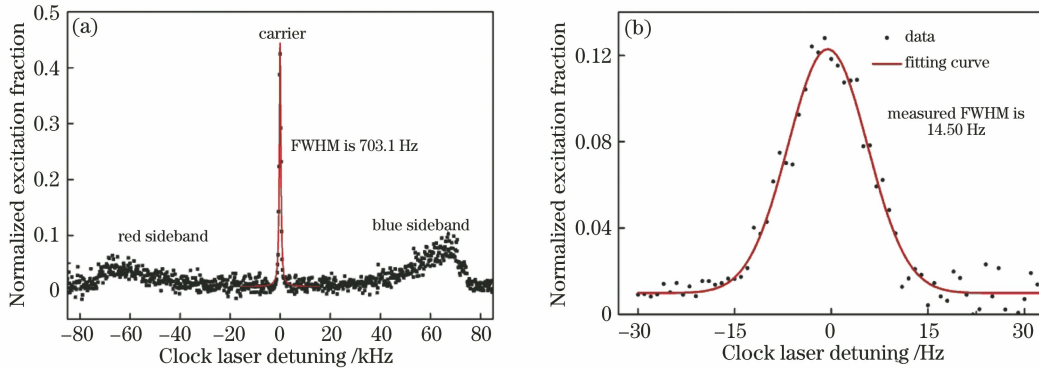 (a)
Normalized excitation fraction
0.5
0.4
0.3
0.2
0.1
0
carrier
FWHM is 703.1 Hz
red sideband
blue sideband
−80 −60 −40 −20 0 20 40 60 80
Clock laser detuning /kHz
(b)
Normalized excitation fraction
0.12
0.08
0.04
0
data
fitting curve
measured FWHM is
14.50 Hz
−30 −15 0 15 30
Clock laser detuning /Hz